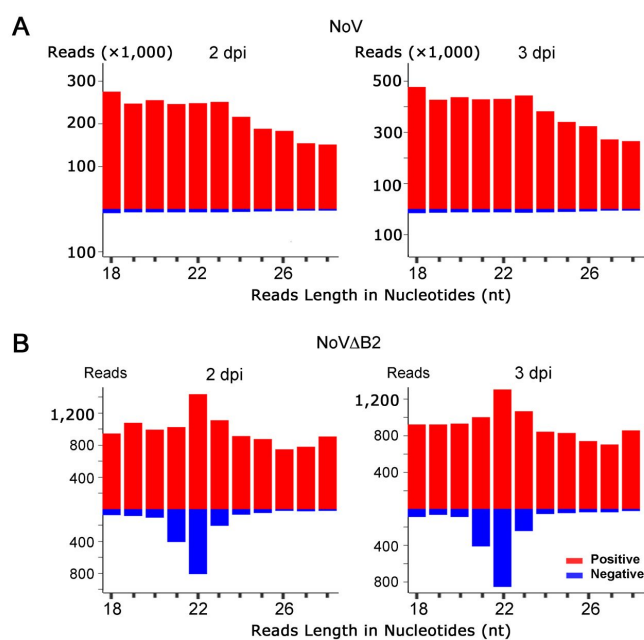 A
NoV
Reads (×1,000) 2 dpi
Reads (×1,000) 3 dpi
300
200
100
100
500
300
100
100
18 22 26
18 22 26
Reads Length in Nucleotides (nt)
B
NoVΔB2
Reads 2 dpi
Reads 3 dpi
1,200
800
400
400
800
1,200
800
400
400
800
Positive
Negative
18 22 26
18 22 26
Reads Length in Nucleotides (nt)